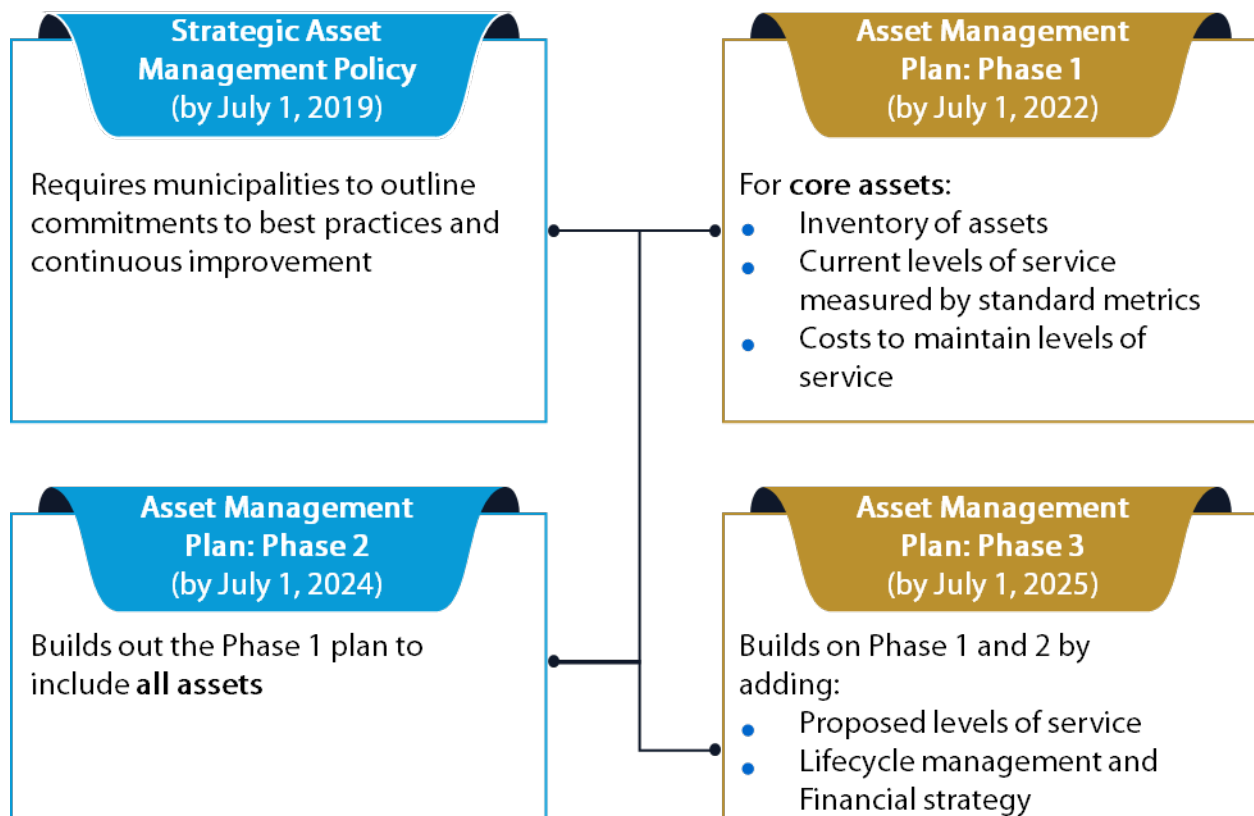 Strategic Asset
Management Policy
(by July 1, 2019)
Requires municipalities to outline
commitments to best practices and
continuous improvement
Asset Management
Plan: Phase 1
(by July 1, 2022)
For core assets:
• Inventory of assets
• Current levels of service
measured by standard metrics
• Costs to maintain levels of
service
Asset Management
Plan: Phase 2
(by July 1, 2024)
Builds out the Phase 1 plan to
include all assets
Asset Management
Plan: Phase 3
(by July 1, 2025)
Builds on Phase 1 and 2 by
adding:
• Proposed levels of service
• Lifecycle management and
Financial strategy